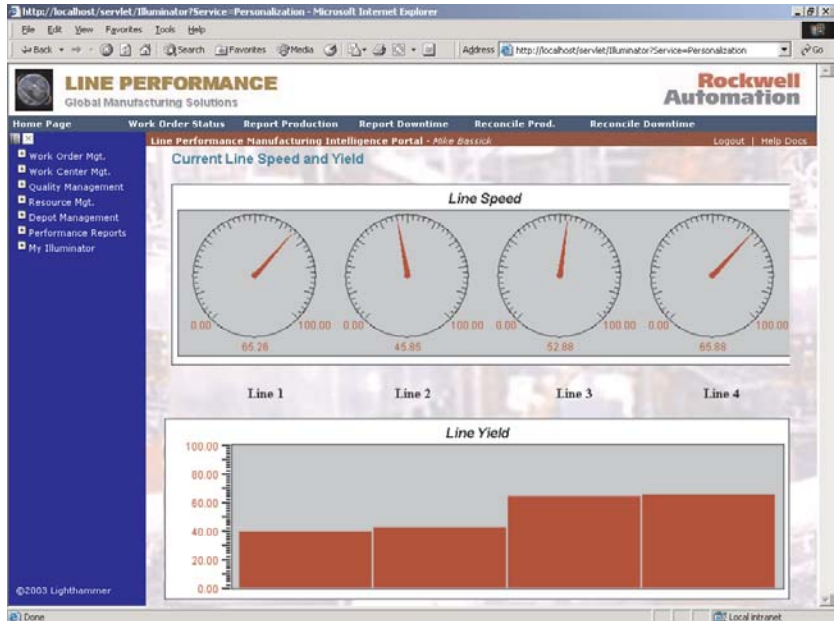 http://localhost/servlet/Illuminator?Service=Personalization - Microsoft Internet Explorer
File Edit View Favorites Tools Help
Back Search Favorites Media Address http://localhost/servlet/Illuminator?Service=Personalization Go
LINE PERFORMANCE
Global Manufacturing Solutions
Rockwell
Automation
Home Page Work Order Status Report Production Report Downtime Reconcile Prod. Reconcile Downtime
Line Performance Manufacturing Intelligence Portal - Mike Bassick Logout | Help Docs
Work Order Mgt.
Work Center Mgt.
Quality Management
Resource Mgt.
Depot Management
Performance Reports
My Illuminator
Current Line Speed and Yield
Line Speed
0.00 100.00 0.00 100.00 0.00 100.00 0.00 100.00
65.26 45.85 52.88 65.88
Line 1 Line 2 Line 3 Line 4
Line Yield
100.00
80.00
60.00
40.00
20.00
0.00
©2003 Lighthammer
Done Local intranet